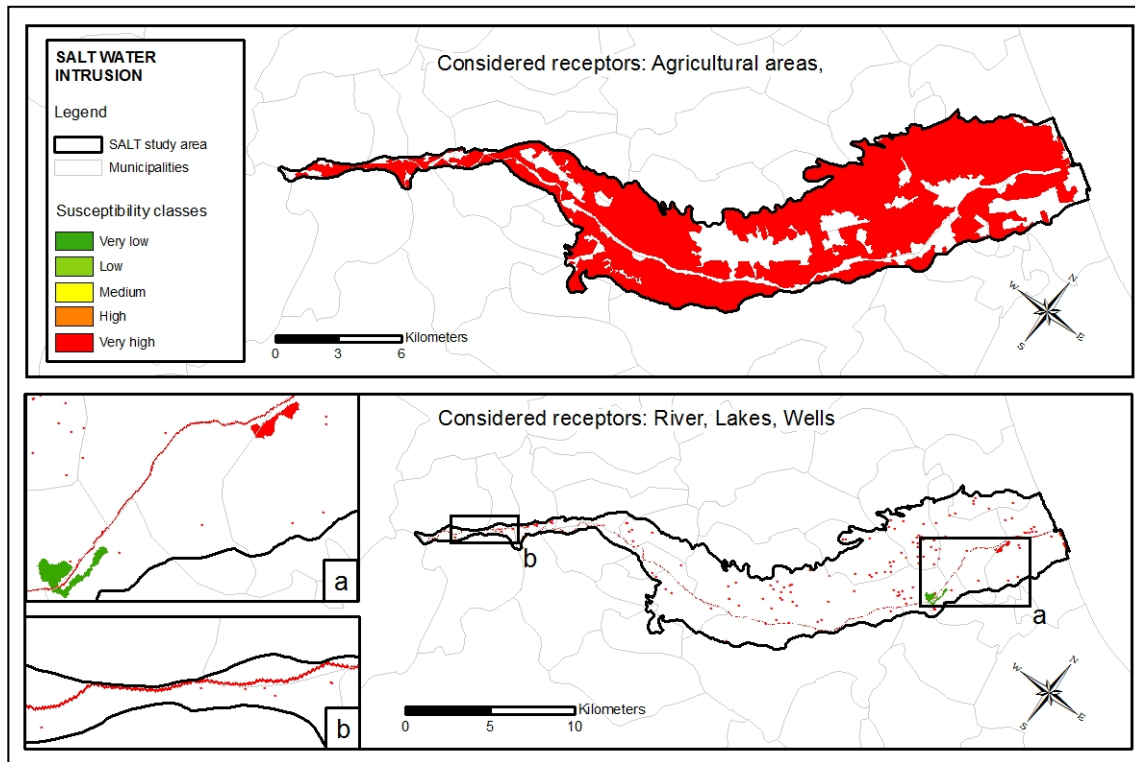 SALT WATER
INTRUSION
Legend
SALT study area
Municipalities
Susceptibility classes
Very low
Low
Medium
High
Very high
Considered receptors: Agricultural areas,
0 3 6 Kilometers
N
W
E
S
a
b
Considered receptors: River, Lakes, Wells
b
a
0 5 10 Kilometers
N
W
E
S